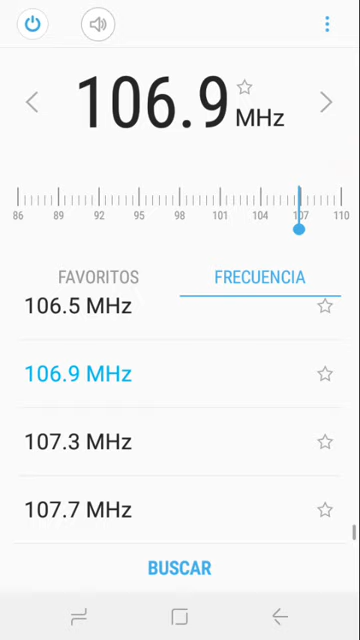 106.9 MHz
86 89 92 95 98 101 104 107 110
FAVORITOS FRECUENCIA
106.5 MHz
106.9 MHz
107.3 MHz
107.7 MHz
BUSCAR